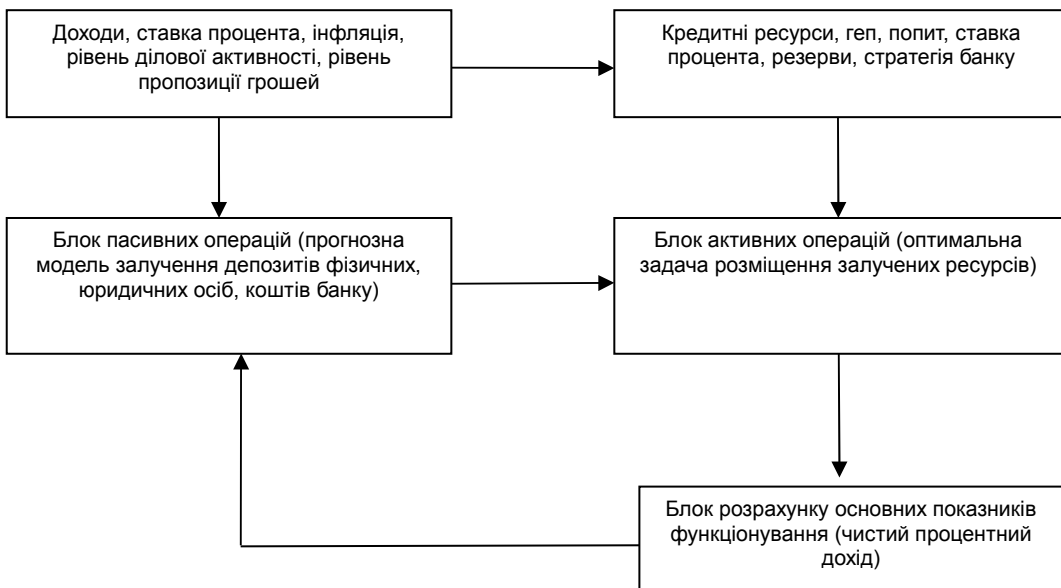 Доходи, ставка процента, інфляція,
рівень ділової активності, рівень
пропозиції грошей
Кредитні ресурси, геп, попит, ставка
процента, резерви, стратегія банку
Блок пасивних операцій (прогнозна
модель залучення депозитів фізичних,
юридичних осіб, коштів банку)
Блок активних операцій (оптимальна
задача розміщення залучених ресурсів)
Блок розрахунку основних показників
функціонування (чистий процентний
дохід)